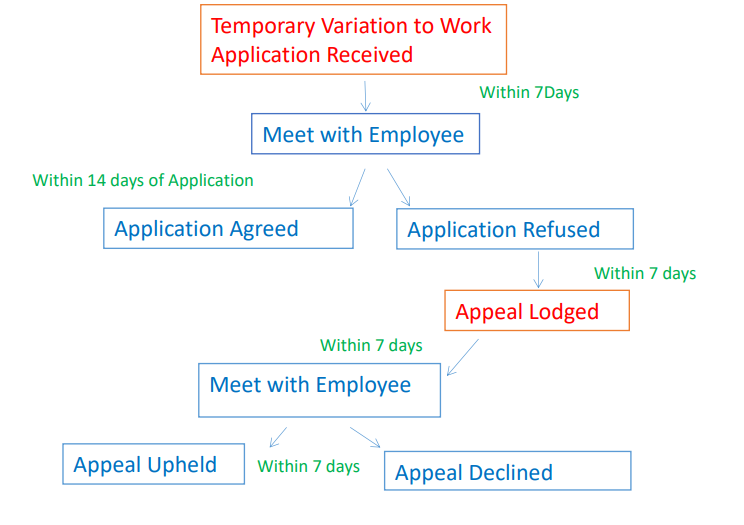 Temporary Variation to Work
Application Received
Within 7Days
Meet with Employee
Within 14 days of Application
Application Agreed
Application Refused
Within 7 days
Appeal Lodged
Within 7 days
Meet with Employee
Appeal Upheld
Within 7 days
Appeal Declined